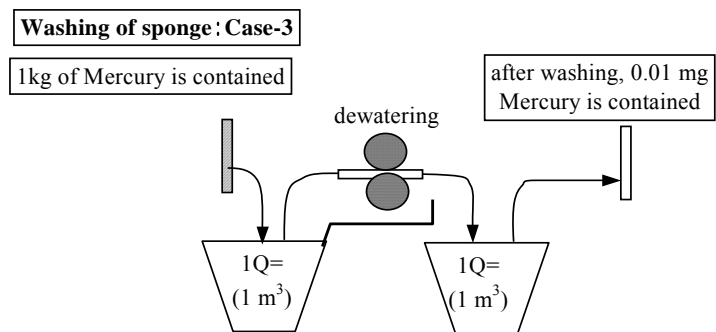 Washing of sponge : Case-3
1kg of Mercury is contained
after washing, 0.01 mg
Mercury is contained
dewatering
1Q=
(1 m³)
1Q=
(1 m³)